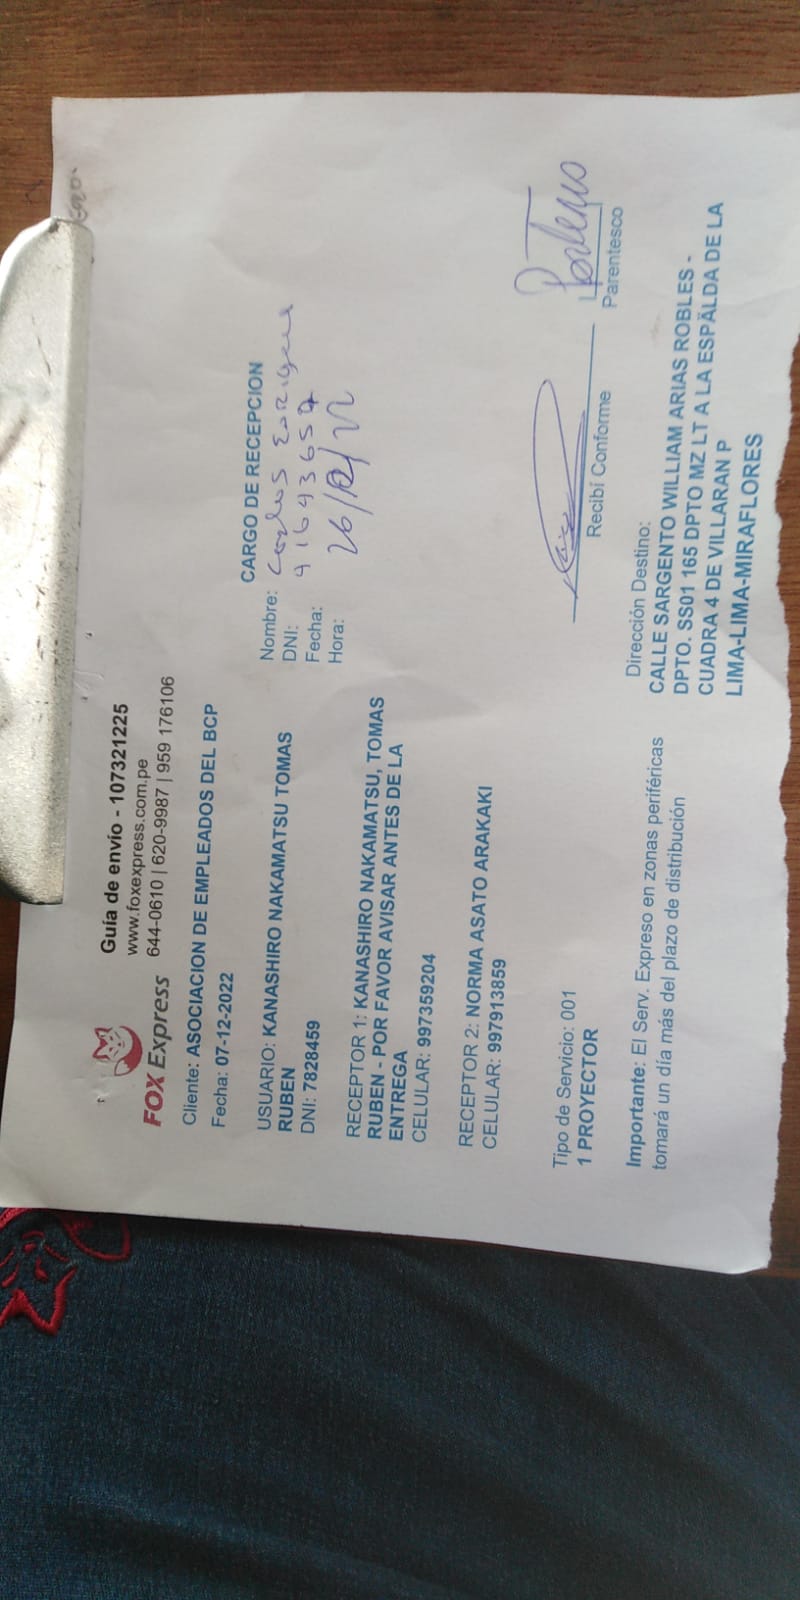 Guía de envío - 107321225
www.foxexpress.com.pe
FOX Express 644-0610 | 620-9987 | 959 176106
Cliente: ASOCIACION DE EMPLEADOS DEL BCP
Fecha: 07-12-2022
USUARIO: KANASHIRO NAKAMATSU TOMAS
RUBEN
DNI: 7828459
RECEPTOR 1: KANASHIRO NAKAMATSU, TOMAS
RUBEN - POR FAVOR AVISAR ANTES DE LA
ENTREGA
CELULAR: 997359204
RECEPTOR 2: NORMA ASATO ARAKAKI
CELULAR: 997913859
Tipo de Servicio: 001
1 PROYECTOR
Importante: El Serv. Expreso en zonas periféricas
tomará un día más del plazo de distribución
CARGO DE RECEPCION
Nombre: Carlos
DNI:
Fecha: 26/12/22
Hora:
Recibí Conforme
Parentesco
Dirección Destino:
CALLE SARGENTO WILLIAM ARIAS ROBLES -
DPTO. SS01 165 DPTO MZ LT A LA ESPÄLDA DE LA
CUADRA 4 DE VILLARAN P
LIMA-LIMA-MIRAFLORES